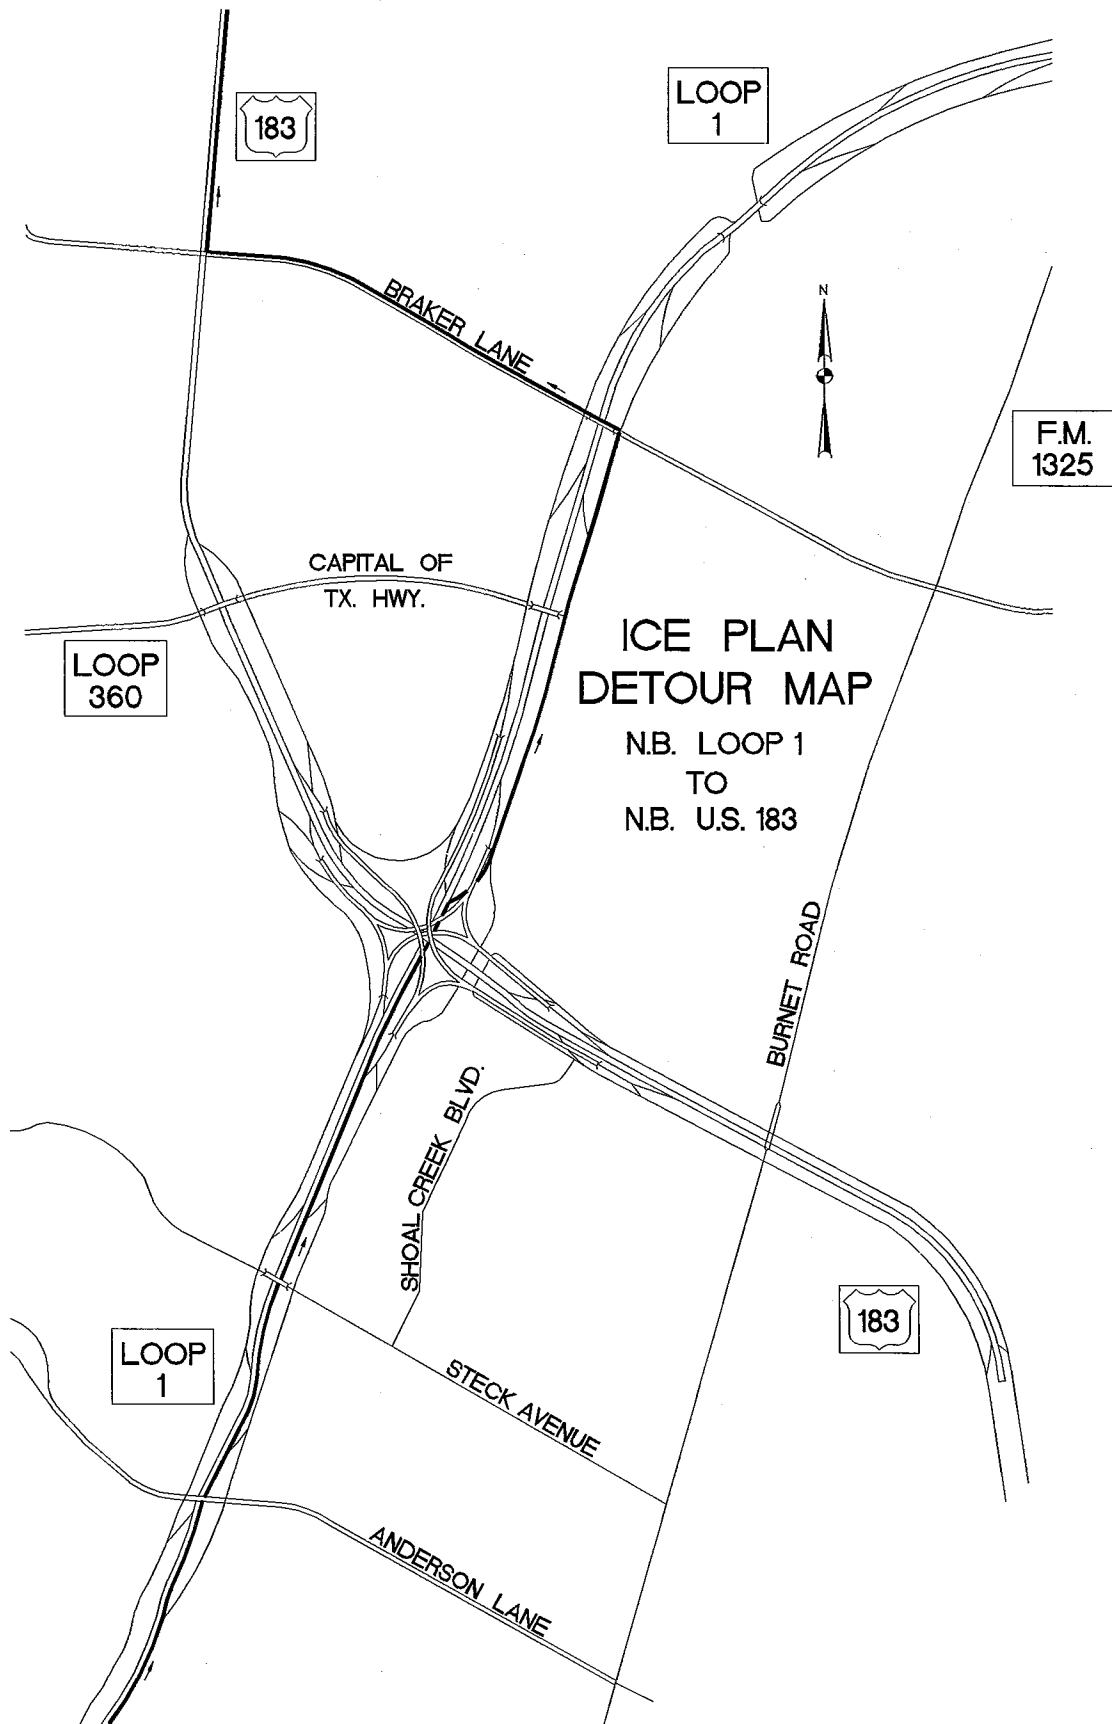 183
LOOP
1
N
BRAKER LANE
F.M.
1325
CAPITAL OF
TX. HWY.
LOOP
360
ICE PLAN
DETOUR MAP
N.B. LOOP 1
TO
N.B. U.S. 183
BURNET ROAD
SHOAL CREEK BLVD.
183
LOOP
1
STECK AVENUE
ANDERSON LANE